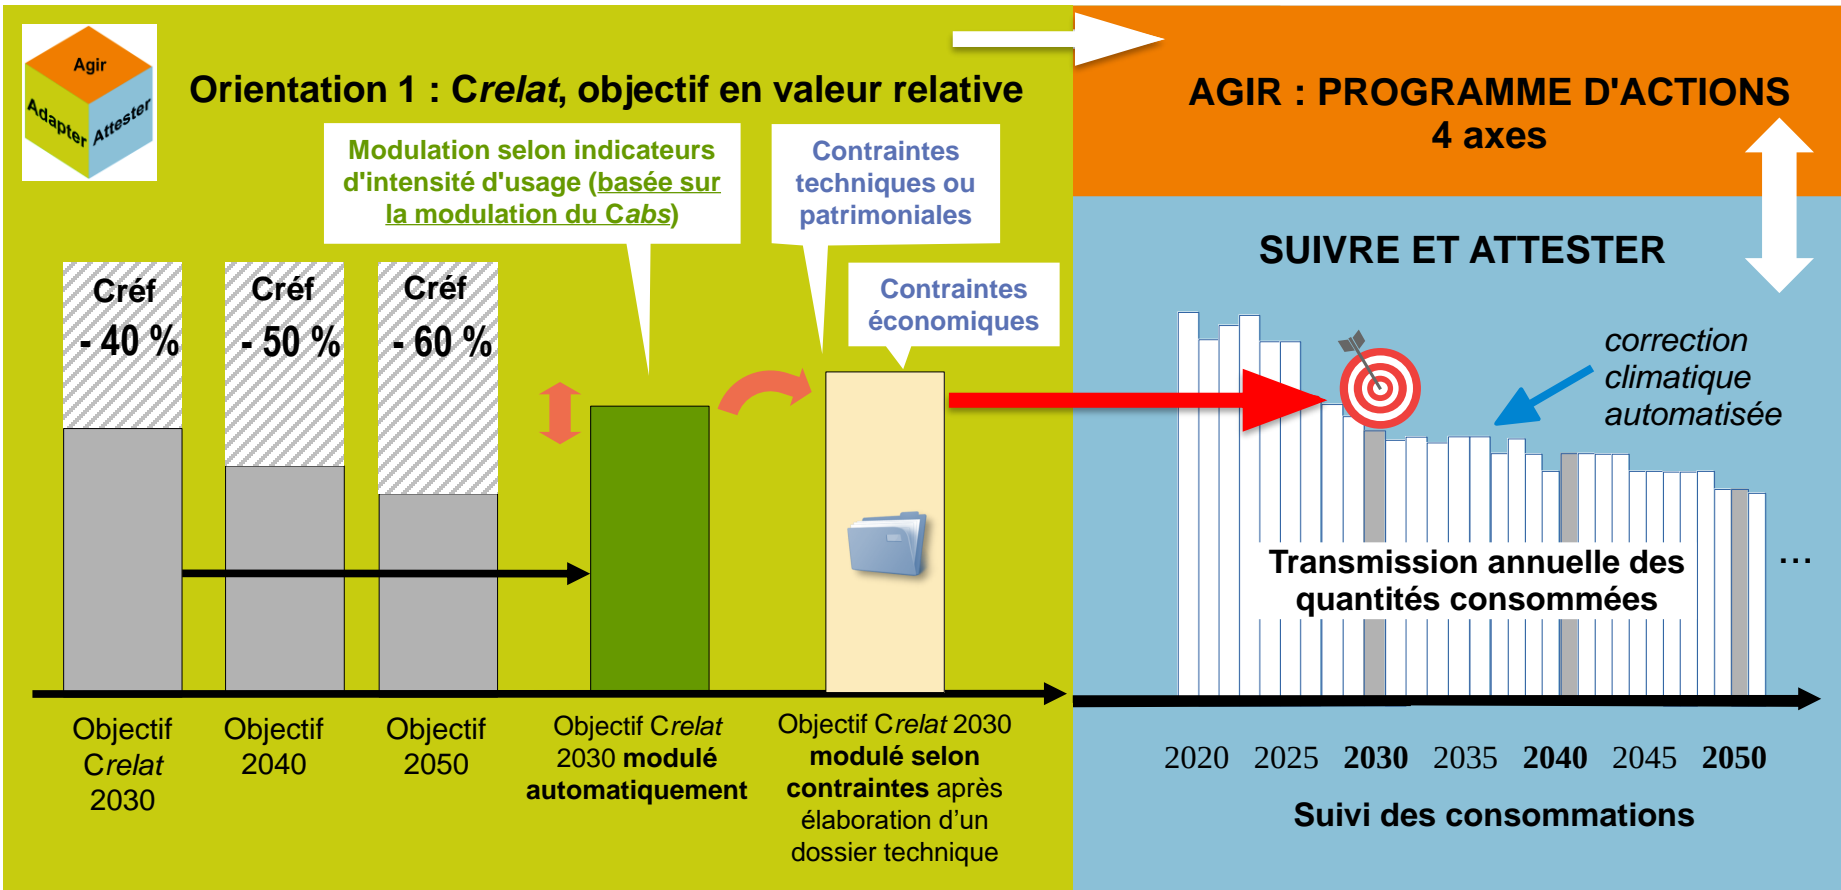 Agir
Adapter
Attester
Orientation 1 : Crelat, objectif en valeur relative
Modulation selon indicateurs
d'intensité d'usage (basée sur
la modulation du Cabs)
Contraintes
techniques ou
patrimoniales
Contraintes
économiques
Créf
- 40 %
Créf
- 50 %
Créf
- 60 %
Objectif
Crelat
2030
Objectif
2040
Objectif
2050
Objectif Crelat
2030 modulé
automatiquement
Objectif Crelat 2030
modulé selon
contraintes après
élaboration d’un
dossier technique
AGIR : PROGRAMME D'ACTIONS
4 axes
SUIVRE ET ATTESTER
correction
climatique
automatisée
Transmission annuelle des
quantités consommées
...
2020 2025 2030 2035 2040 2045 2050
Suivi des consommations